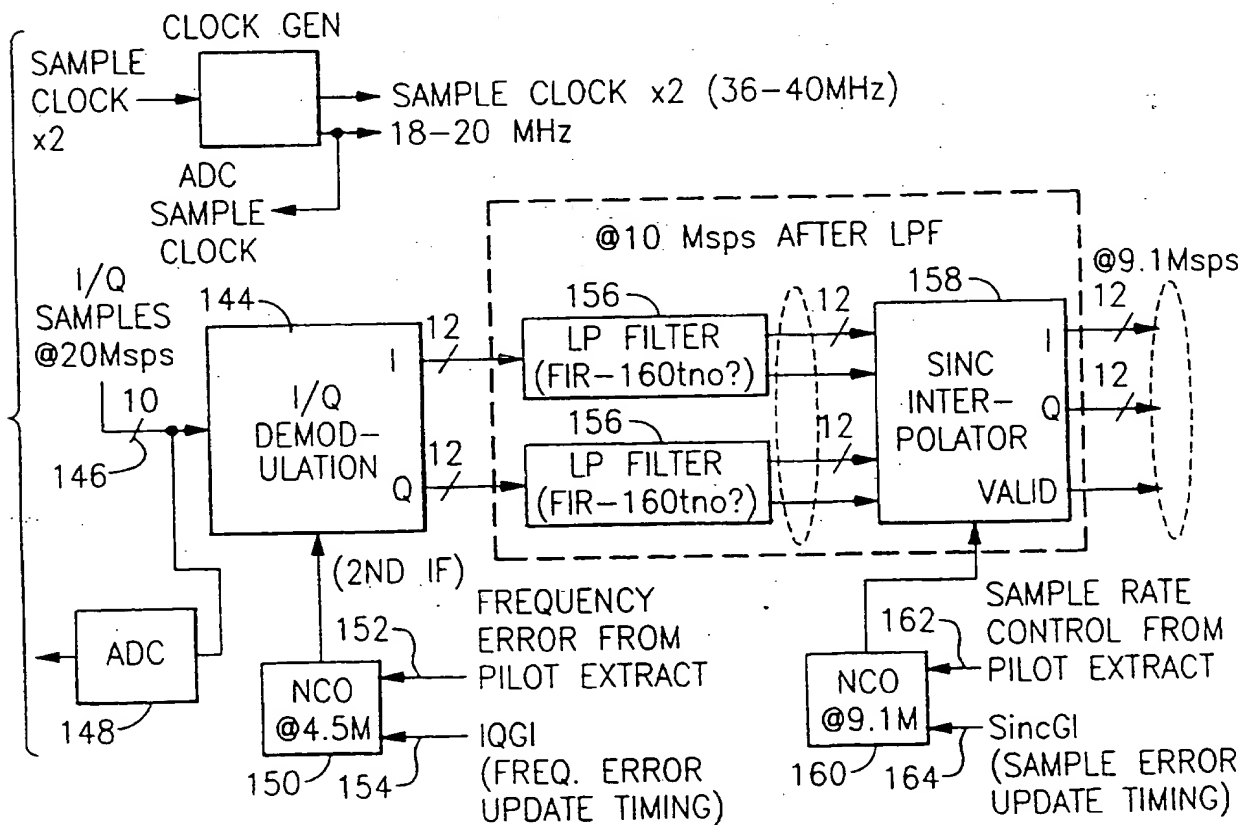 CLOCK GEN
SAMPLE
CLOCK
x2
SAMPLE CLOCK x2 (36-40MHz)
18-20 MHz
ADC
SAMPLE
CLOCK
I/Q
SAMPLES
@20Msps
10
146
144
I/Q
DEMOD-
ULATION
I
Q
12
12
@10 Msps AFTER LPF
156
LP FILTER
(FIR-160tno?)
156
LP FILTER
(FIR-160tno?)
12
12
158
SINC
INTER-
POLATOR
I
Q
VALID
@9.1Msps
12
12
ADC
148
(2ND IF)
NCO
@4.5M
150
152
FREQUENCY
ERROR FROM
PILOT EXTRACT
154
IQGI
(FREQ. ERROR
UPDATE TIMING)
NCO
@9.1M
160
162
SAMPLE RATE
CONTROL FROM
PILOT EXTRACT
164
SincGI
(SAMPLE ERROR
UPDATE TIMING)